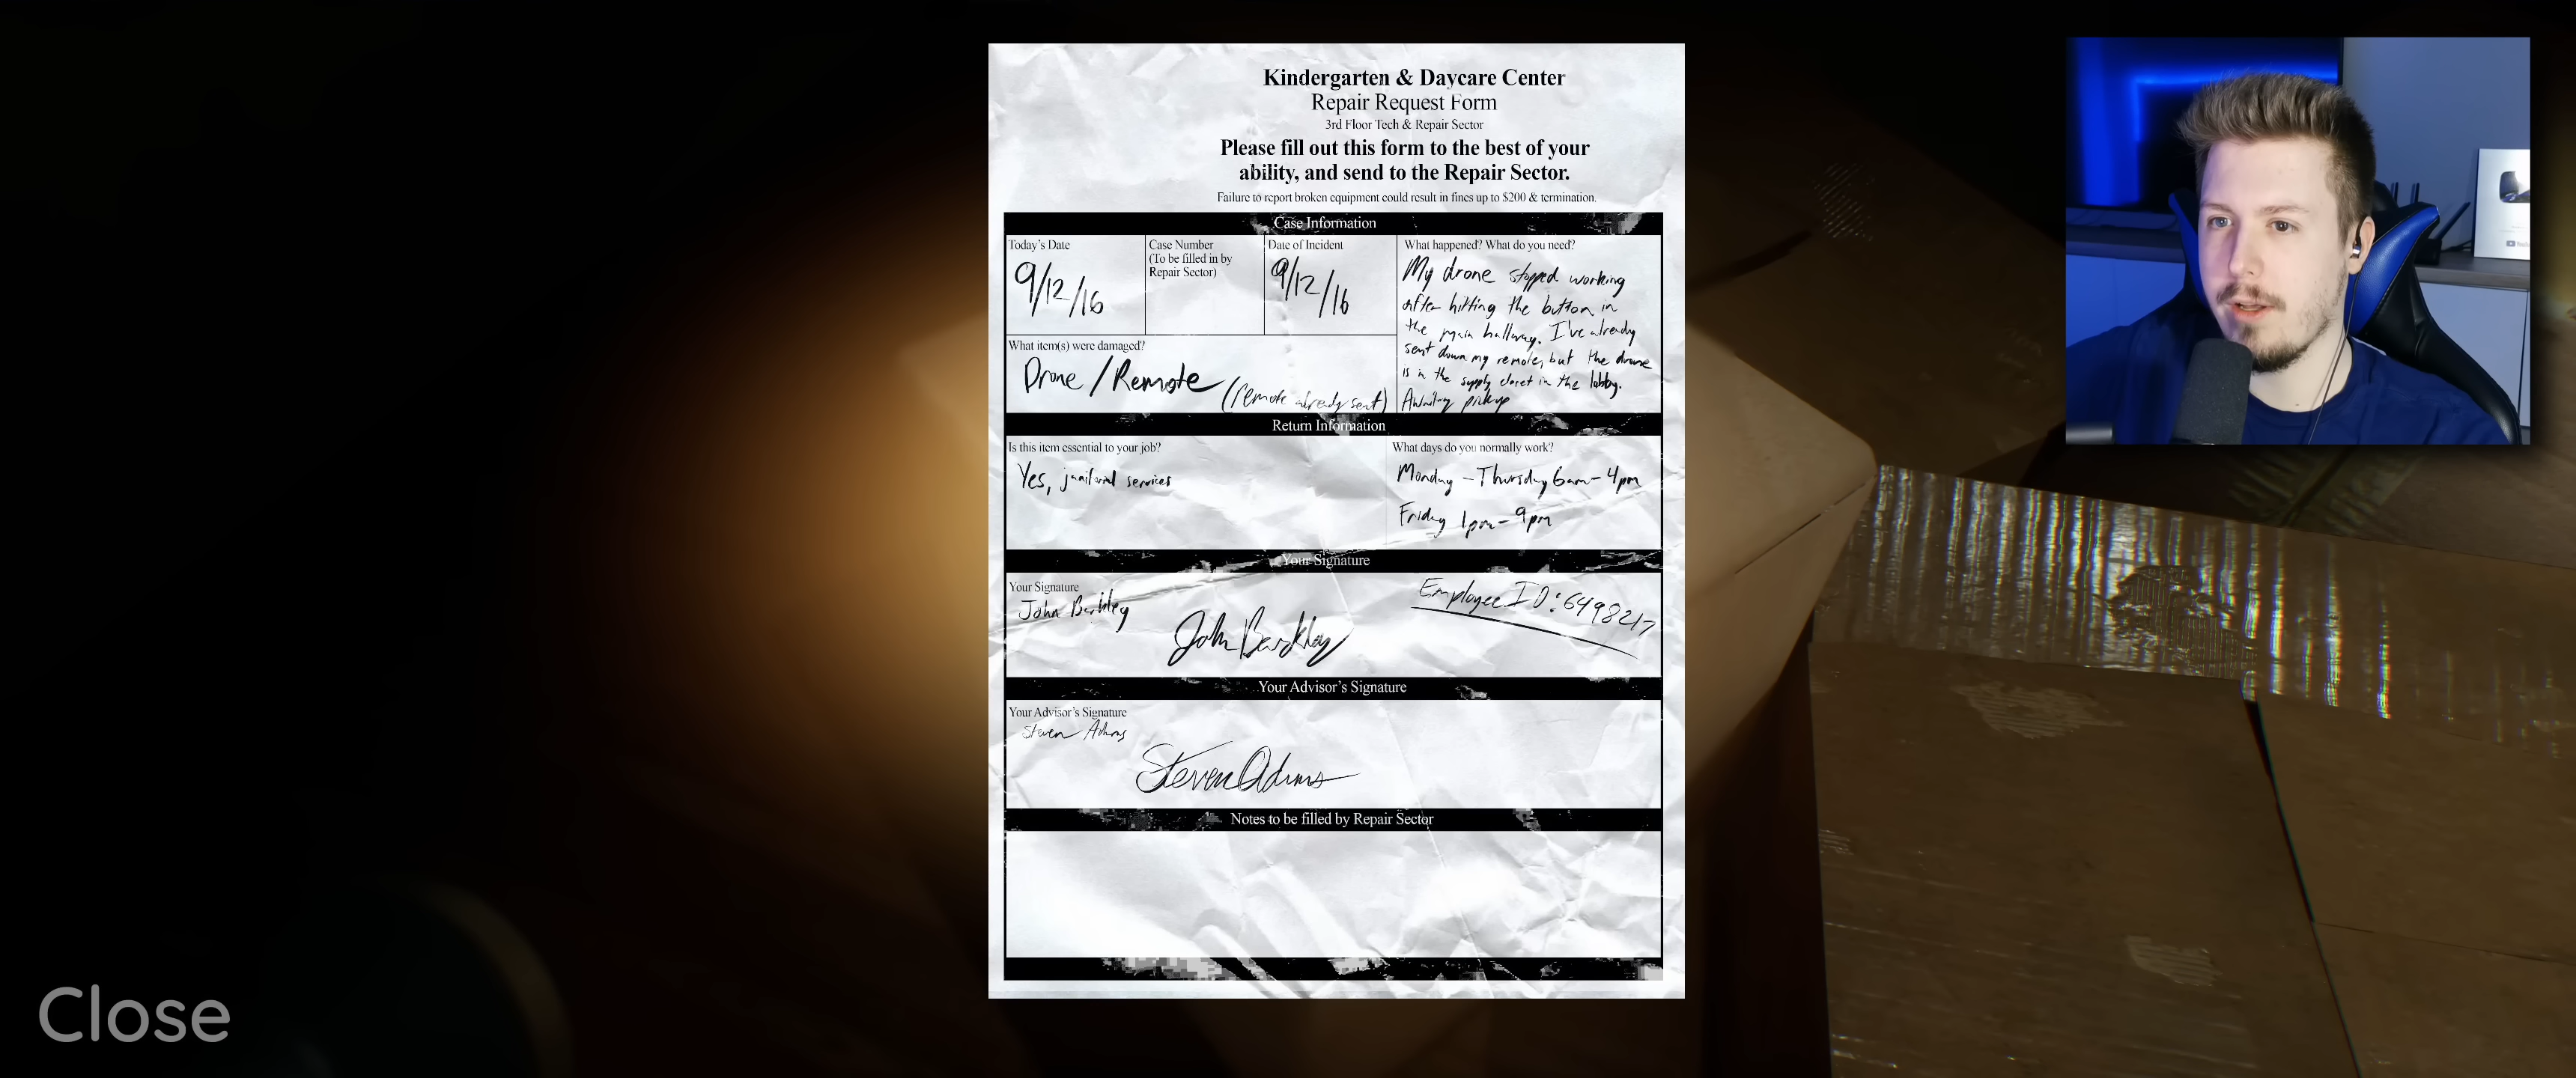 Kindergarten & Daycare Center
Repair Request Form
3rd Floor Tech & Repair Sector
Please fill out this form to the best of your
ability, and send to the Repair Sector.
Failure to report broken equipment could result in fines up to $200 & termination.
Case Information
Today's Date
9/12/16
Case Number
(To be filled in by
Repair Sector)
Date of Incident
9/12/16
What happened? What do you need?
My drone stopped working
after hitting the button in
the main hallway. I've already
sent down my remote, but the drone
is in the supply closet in the lobby.
Awaiting pickup
What item(s) were damaged?
Drone / Remote
(remote already sent)
Return Information
Is this item essential to your job?
Yes, janitorial services
What days do you normally work?
Monday - Thursday 6am - 4pm
Friday 1pm - 9pm
Your Signature
Your Signature
John Barkley
John Barkley
Employee ID: 6498217
Your Advisor's Signature
Your Advisor's Signature
Steven Adams
Steven Adams
Notes to be filled by Repair Sector
Close